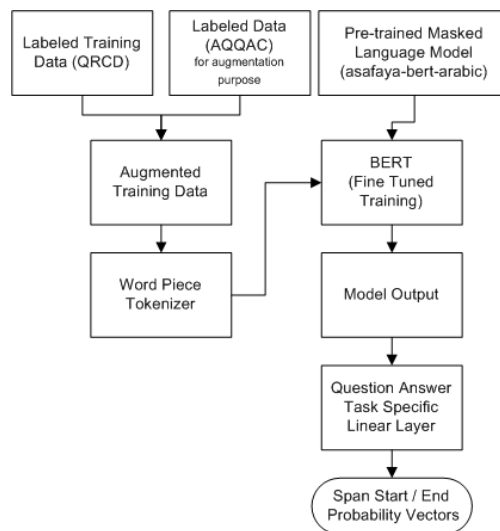 Labeled Training
Data (QRCD)
Labeled Data
(AQQAC)
for augmentation
purpose
Pre-trained Masked
Language Model
(asafaya-bert-arabic)
Augmented
Training Data
BERT
(Fine Tuned
Training)
Word Piece
Tokenizer
Model Output
Question Answer
Task Specific
Linear Layer
Span Start / End
Probability Vectors